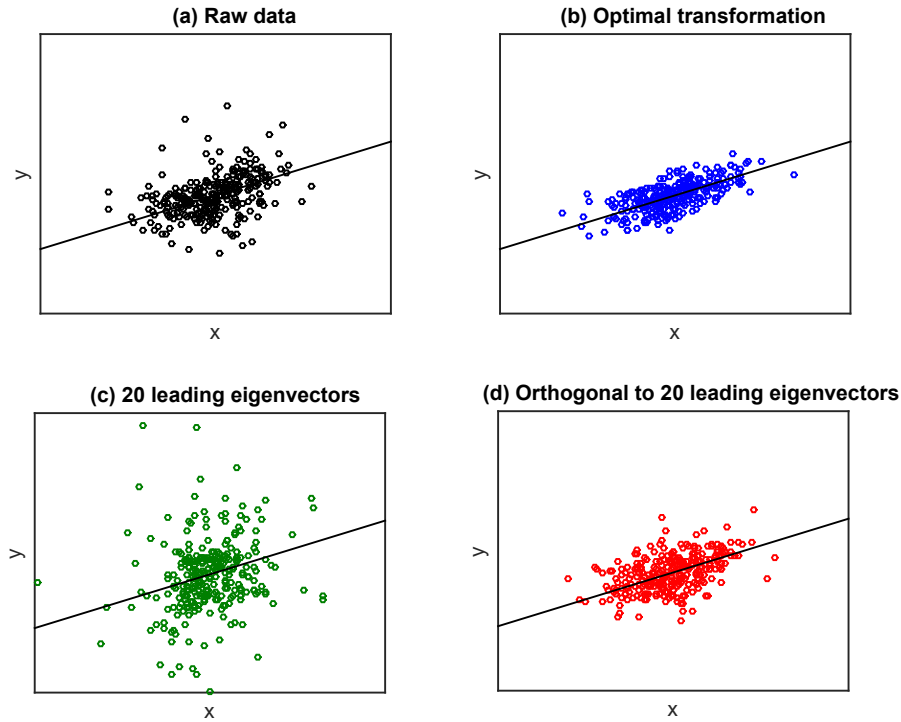 (a) Raw data
y
x
(b) Optimal transformation
y
x
(c) 20 leading eigenvectors
y
x
(d) Orthogonal to 20 leading eigenvectors
y
x